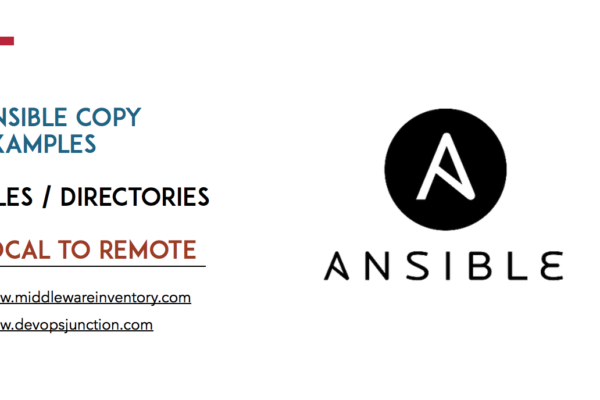 NSIBLE COPY
XAMPLES
LES / DIRECTORIES
OCAL TO REMOTE
w.middlewareinventory.com
w.devopsjunction.com
ANSIBLE